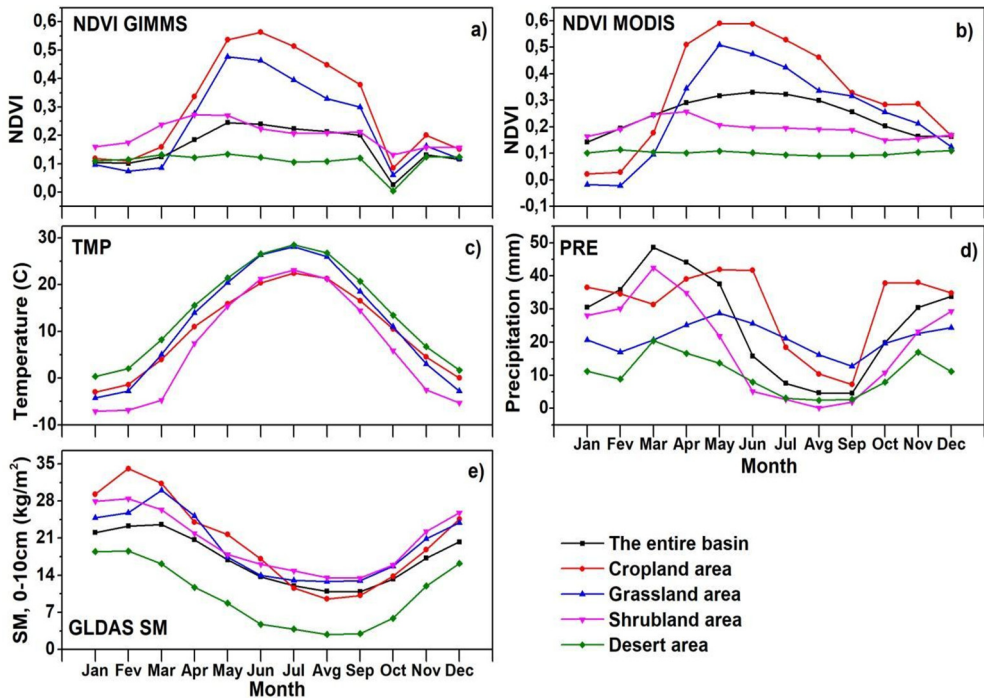 NDVI GIMMS
a)
NDVI
0,6
0,5
0,4
0,3
0,2
0,1
0,0
NDVI MODIS
b)
NDVI
0,6
0,5
0,4
0,3
0,2
0,1
0,0
-0,1
TMP
c)
Temperature (C)
30
20
10
0
-10
PRE
d)
Precipitation (mm)
50
40
30
20
10
0
Jan Fev Mar Apr May Jun Jul Avg Sep Oct Nov Dec
Month
e)
SM, 0-10cm (kg/m²)
35
28
21
14
7
0
GLDAS SM
Jan Fev Mar Apr May Jun Jul Avg Sep Oct Nov Dec
Month
The entire basin
Cropland area
Grassland area
Shrubland area
Desert area